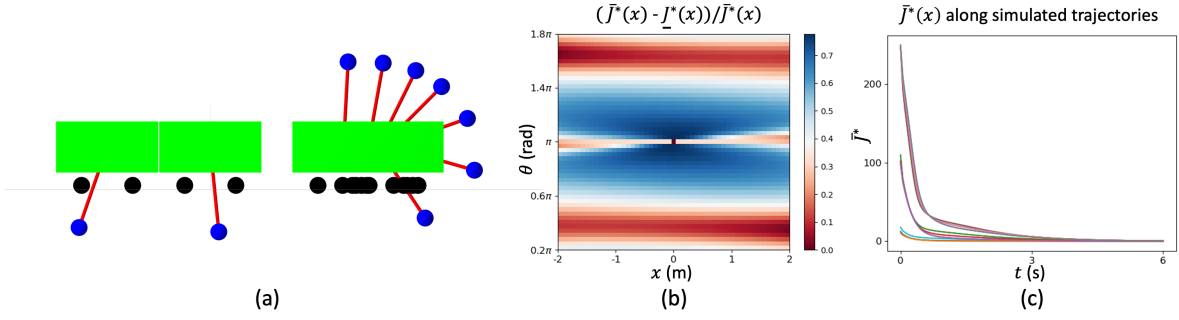 ( J̄*(x) - J̲*(x))/J̄*(x)
J̄*(x) along simulated trajectories
1.8π
1.4π
π
0.6π
0.2π
θ (rad)
-2 -1 0 1 2
x (m)
0.7
0.6
0.5
0.4
0.3
0.2
0.1
0.0
200
100
0
J̄*
0 3 6
t (s)
(a)
(b)
(c)